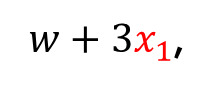 w + 3x₁,